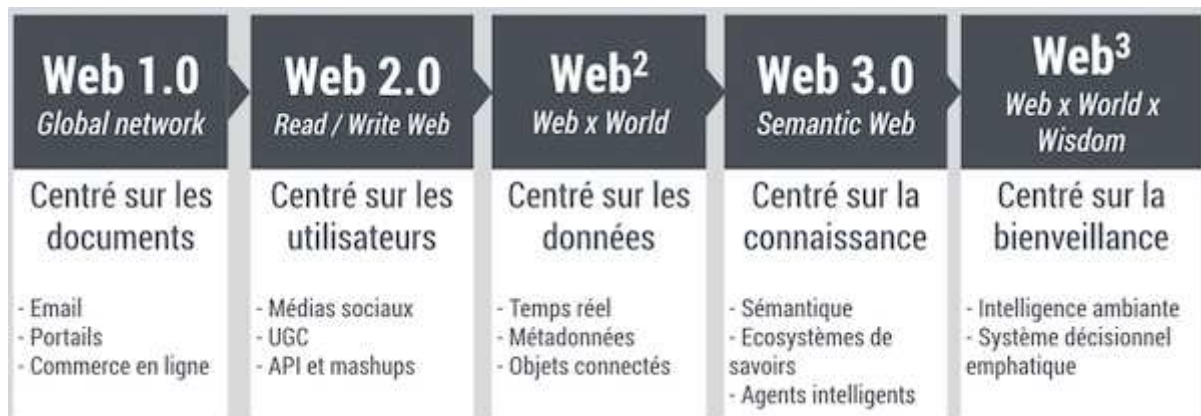 Web 1.0
Global network
Centré sur les
documents
- Email
- Portails
- Commerce en ligne
Web 2.0
Read / Write Web
Centré sur les
utilisateurs
- Médias sociaux
- UGC
- API et mashups
Web²
Web x World
Centré sur les
données
- Temps réel
- Métadonnées
- Objets connectés
Web 3.0
Semantic Web
Centré sur la
connaissance
- Sémantique
- Ecosystèmes de
savoirs
- Agents intelligents
Web³
Web x World x
Wisdom
Centré sur la
bienveillance
- Intelligence ambiante
- Système décisionnel
emphatique